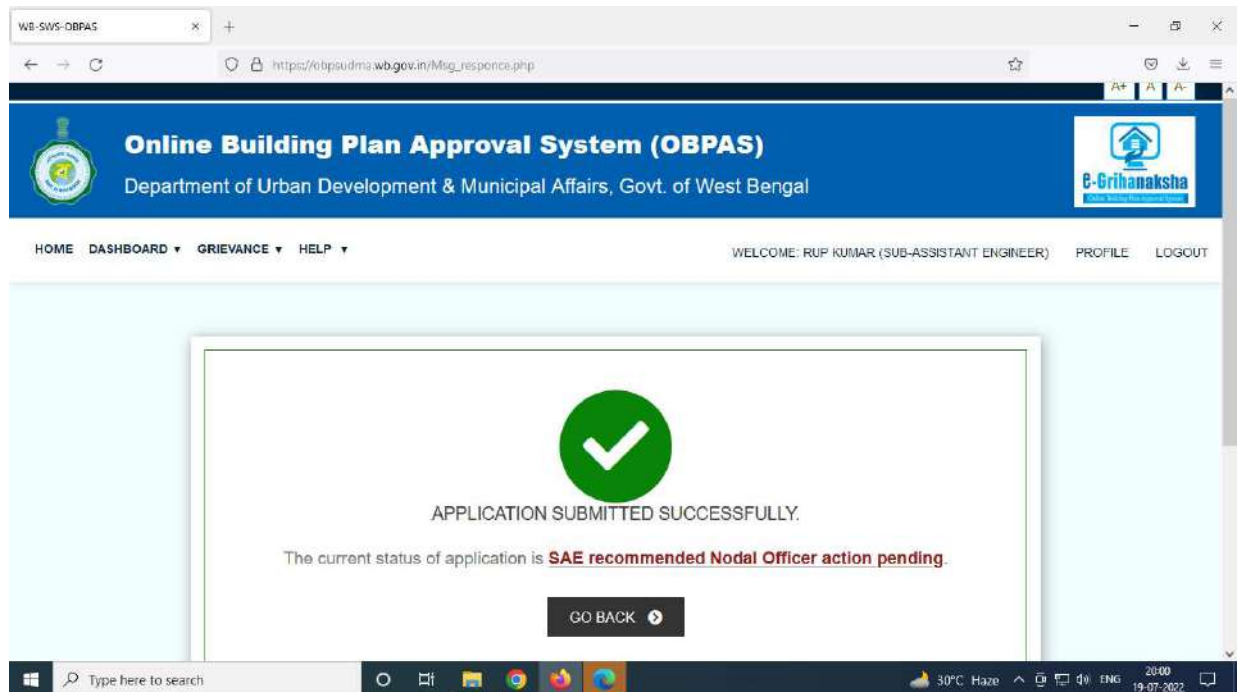 WB-SWS-OBPAS
https://obpsudma.wb.gov.in/Msg_responce.php
A+ A A-
Online Building Plan Approval System (OBPAS)
Department of Urban Development & Municipal Affairs, Govt. of West Bengal
e-Grihanaksha
HOME DASHBOARD GRIEVANCE HELP
WELCOME: RUP KUMAR (SUB-ASSISTANT ENGINEER) PROFILE LOGOUT
APPLICATION SUBMITTED SUCCESSFULLY.
The current status of application is SAE recommended Nodal Officer action pending.
GO BACK
Type here to search
30°C Haze
ENG
20:00
19-07-2022